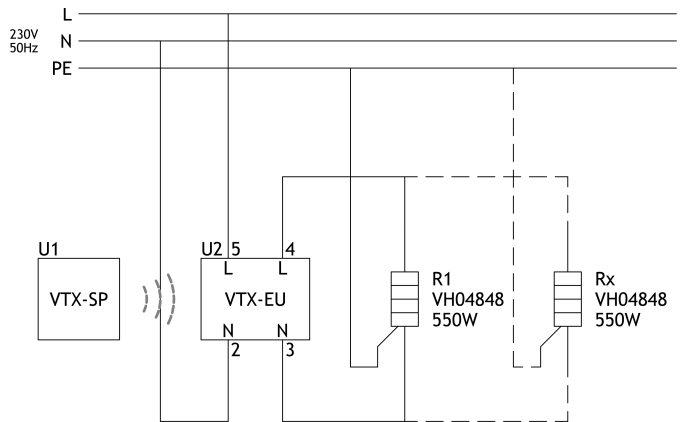 L
230V
50Hz
N
PE
U1
VTX-SP
U2 5
4
L L
VTX-EU
N N
2 3
R1
VH04848
550W
Rx
VH04848
550W